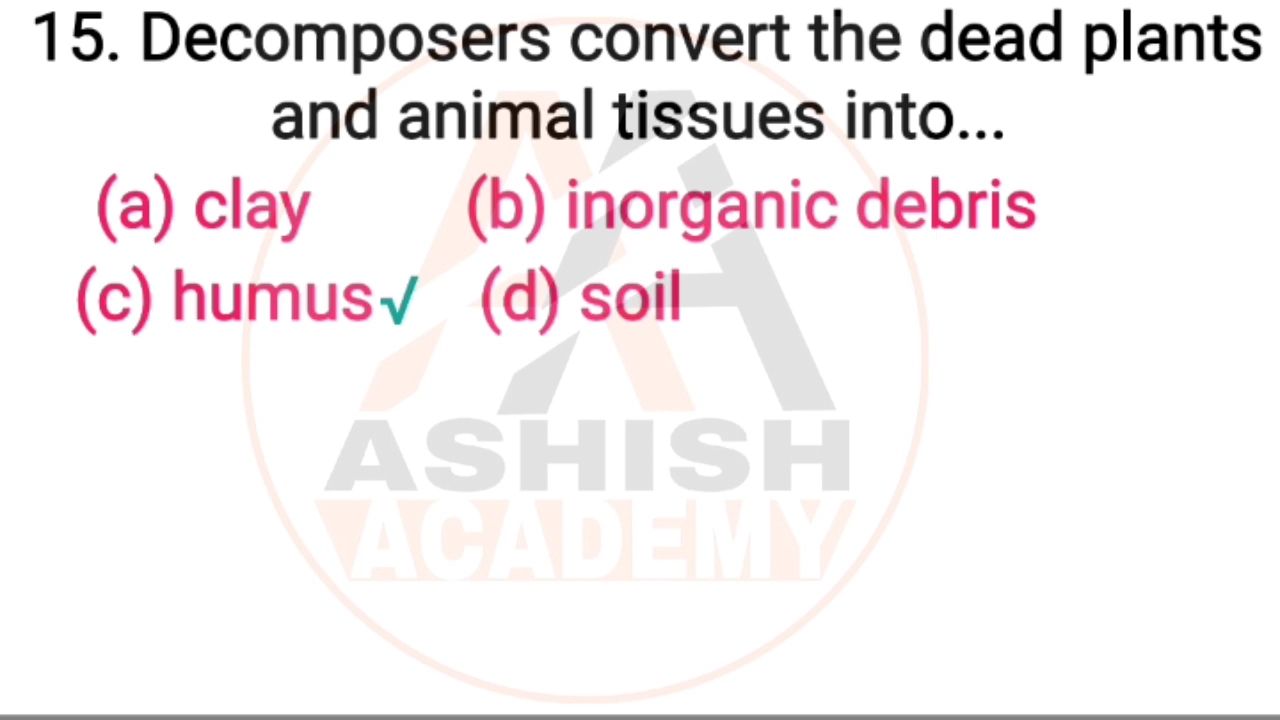 15. Decomposers convert the dead plants
and animal tissues into...
(a) clay (b) inorganic debris
(c) humus√ (d) soil
ASHISH
ACADEMY